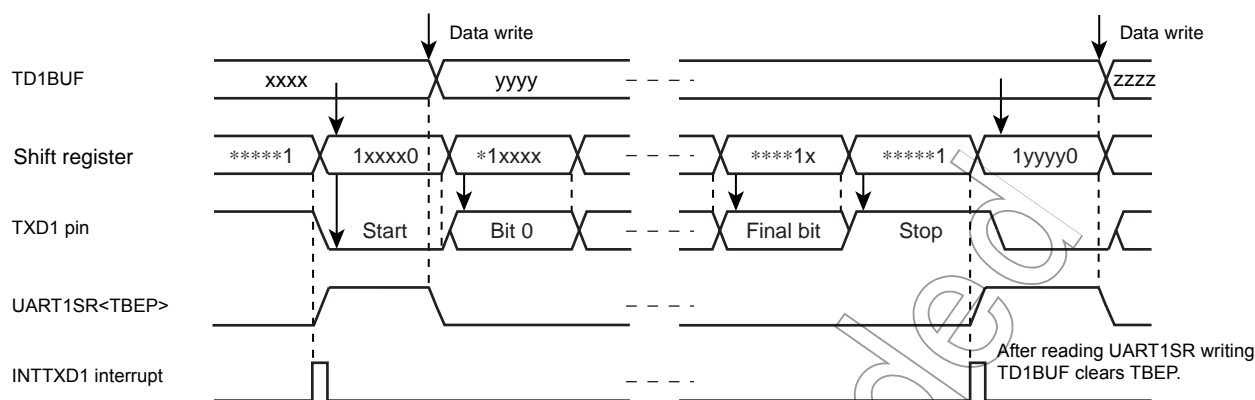 Data write Data write
TD1BUF xxxx yyyy zzzz
Shift register *****1 1xxxx0 *1xxxx ****1x *****1 1yyyy0
TXD1 pin Start Bit 0 Final bit Stop
UART1SR<TBEP>
After reading UART1SR writing
INTTXD1 interrupt TD1BUF clears TBEP.